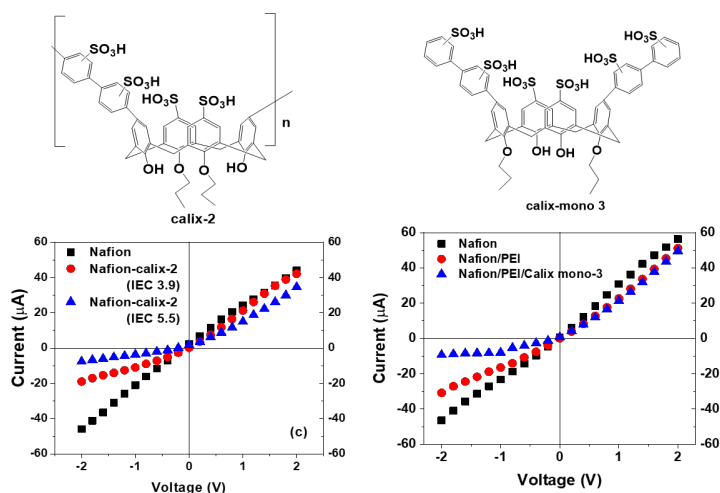 SO₃H
SO₃H
HO₃S
SO₃H
n
OH
O
O
HO
calix-2
HO₃S
SO₃H
HO₃S
SO₃H
HO₃S
SO₃H
O
OH
OH
O
calix-mono 3
60
40
20
0
-20
-40
-60
Current (µA)
Nafion
Nafion-calix-2
(IEC 3.9)
Nafion-calix-2
(IEC 5.5)
(c)
60
40
20
0
-20
-40
-60
-2
-1
0
1
2
Voltage (V)
60
40
20
0
-20
-40
-60
Current (µA)
Nafion
Nafion/PEI
Nafion/PEI/Calix mono-3
60
40
20
0
-20
-40
-60
-2
-1
0
1
2
Voltage (V)